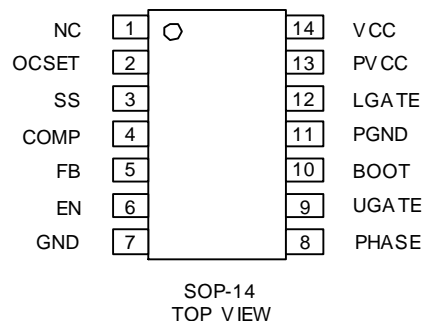 NC 1 14 VCC
OCSET 2 13 PVCC
SS 3 12 LGATE
COMP 4 11 PGND
FB 5 10 BOOT
EN 6 9 UGATE
GND 7 8 PHASE
SOP-14
TOP VIEW